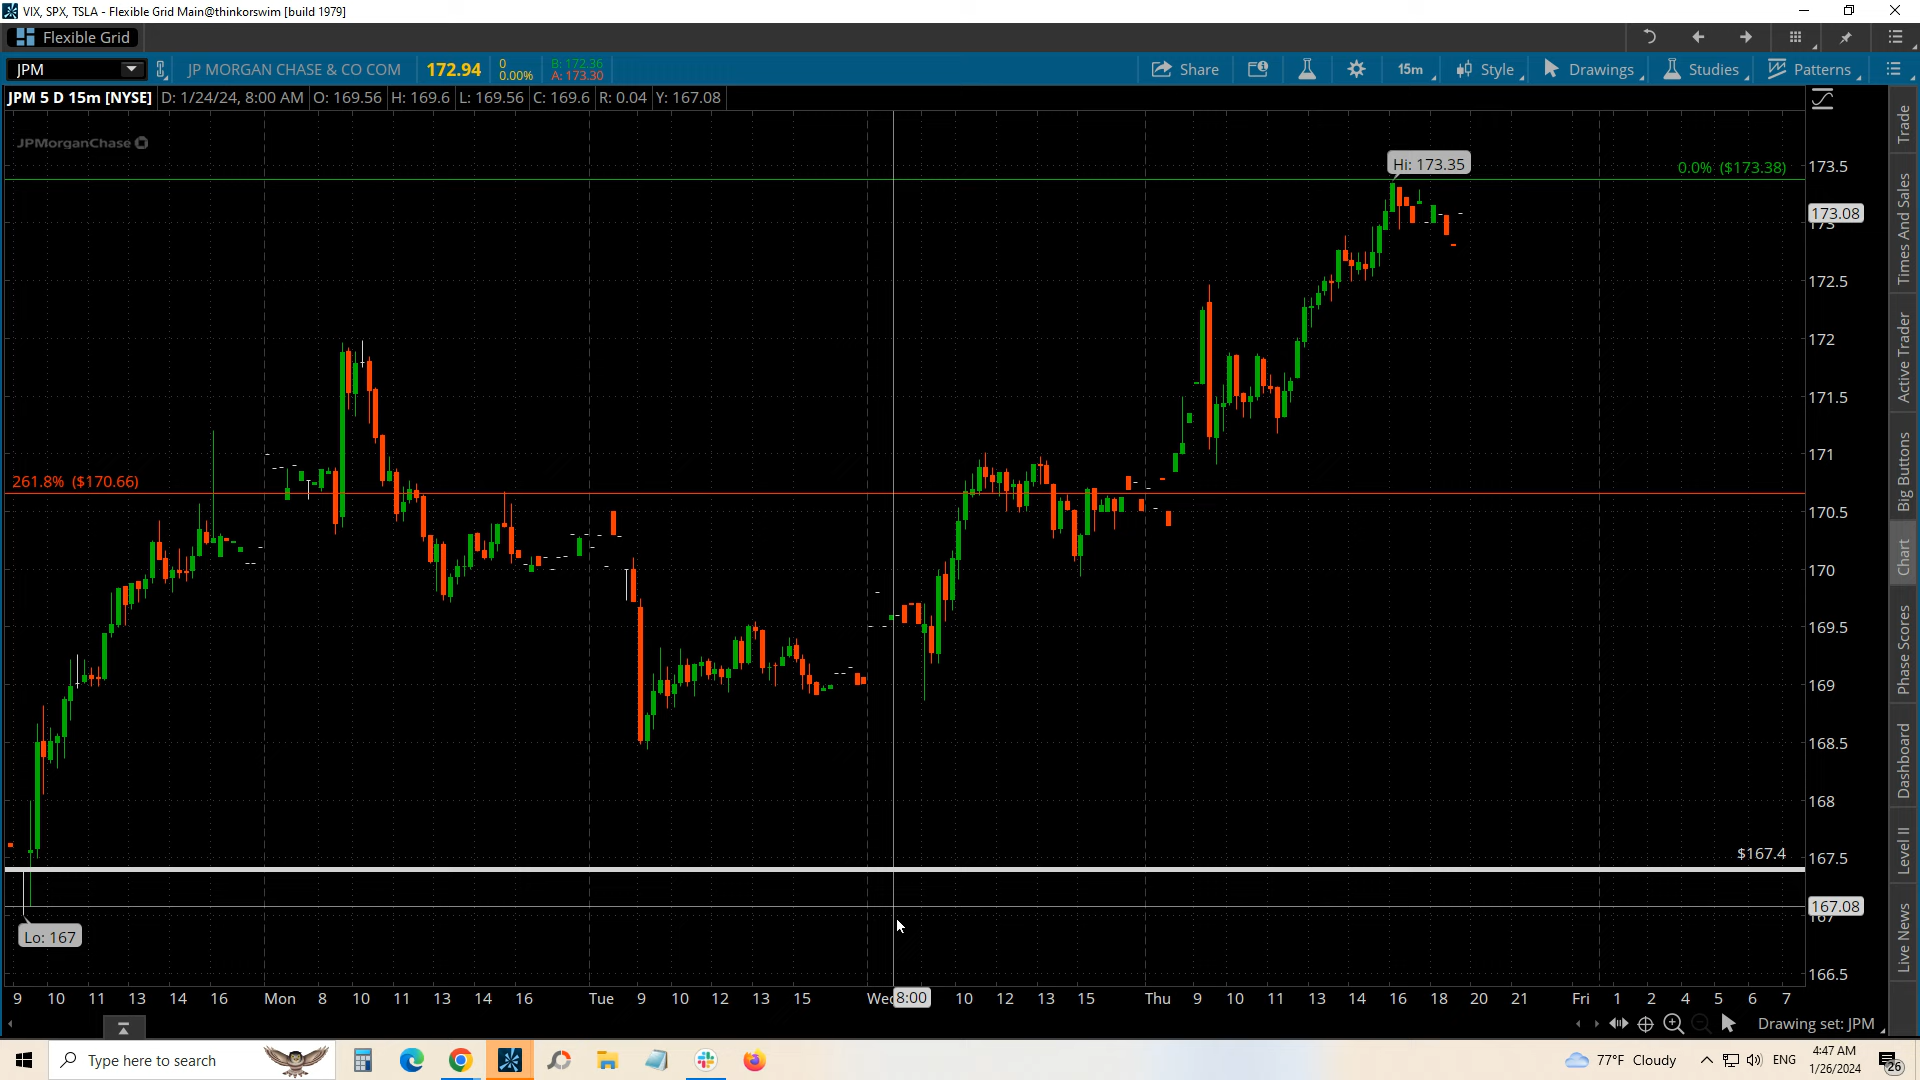 VIX, SPX, TSLA - Flexible Grid Main@thinkorswim [build 1979]
Flexible Grid
JPM JP MORGAN CHASE & CO COM 172.94 0 0.00% B: 172.36 A: 173.30 Share 15m Style Drawings Studies Patterns
JPM 5 D 15m [NYSE] D: 1/24/24, 8:00 AM O: 169.56 H: 169.6 L: 169.56 C: 169.6 R: 0.04 Y: 167.08
JPMorganChase
Hi: 173.35
0.0% ($173.38)
261.8% ($170.66)
$167.4
Lo: 167
173.5
173.08
173
172.5
172
171.5
171
170.5
170
169.5
169
168.5
168
167.5
167.08
167
166.5
Trade
Times And Sales
Active Trader
Big Buttons
Chart
Phase Scores
Dashboard
Level II
Live News
9 10 11 13 14 16 Mon 8 10 11 13 14 16 Tue 9 10 12 13 15 Wed 8:00 10 12 13 15 Thu 9 10 11 13 14 16 18 20 21 Fri 1 2 4 5 6 7
Drawing set: JPM
Type here to search
77°F Cloudy
ENG
4:47 AM
1/26/2024
26